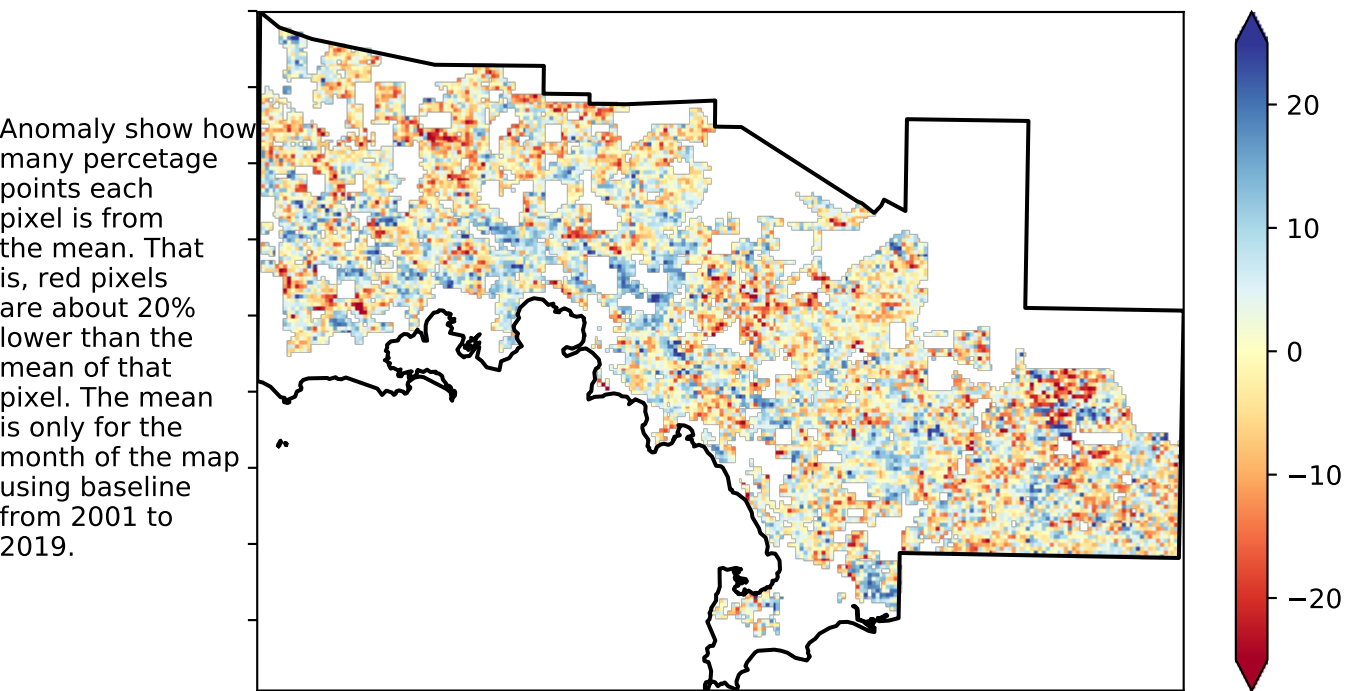 Anomaly show how
many percetage
points each
pixel is from
the mean. That
is, red pixels
are about 20%
lower than the
mean of that
pixel. The mean
is only for the
month of the map
using baseline
from 2001 to
2019.
20
10
0
−10
−20